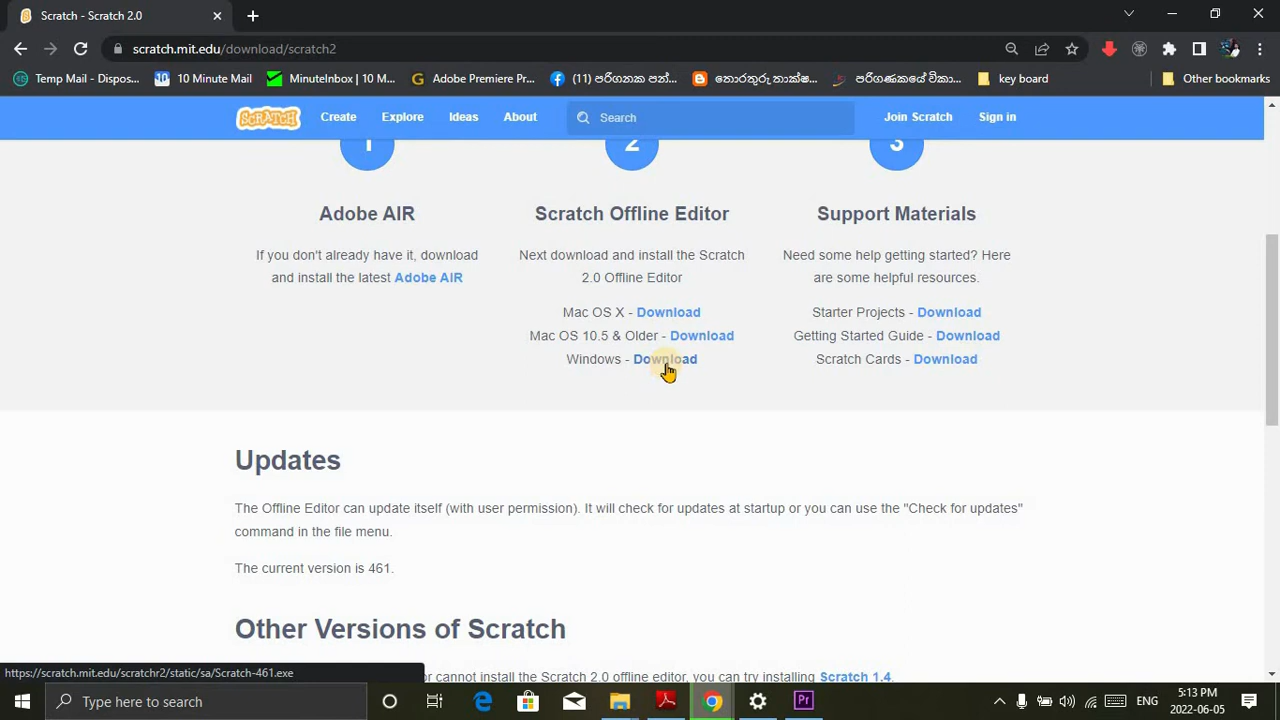 Scratch - Scratch 2.0
scratch.mit.edu/download/scratch2
Temp Mail - Dispos...
10 Minute Mail
MinuteInbox | 10 M...
Adobe Premiere Pr...
(11) පරිගනක පන්...
තොරතුරු තාක්ෂ...
පරිගණකයේ විකා...
key board
Other bookmarks
SCRATCH
Create
Explore
Ideas
About
Search
Join Scratch
Sign in
1
2
3
Adobe AIR
If you don't already have it, download
and install the latest Adobe AIR
Scratch Offline Editor
Next download and install the Scratch
2.0 Offline Editor
Mac OS X - Download
Mac OS 10.5 & Older - Download
Windows - Download
Support Materials
Need some help getting started? Here
are some helpful resources.
Starter Projects - Download
Getting Started Guide - Download
Scratch Cards - Download
Updates
The Offline Editor can update itself (with user permission). It will check for updates at startup or you can use the "Check for updates"
command in the file menu.
The current version is 461.
Other Versions of Scratch
or cannot install the Scratch 2.0 offline editor, you can try installing Scratch 1.4.
https://scratch.mit.edu/scratchr2/static/sa/Scratch-461.exe
Type here to search
ENG
5:13 PM
2022-06-05